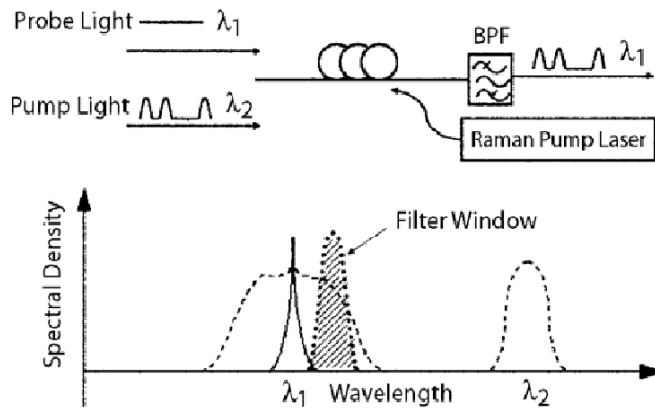 Probe Light λ1
BPF
λ1
Pump Light λ2
Raman Pump Laser
Filter Window
Spectral Density
λ1 Wavelength λ2